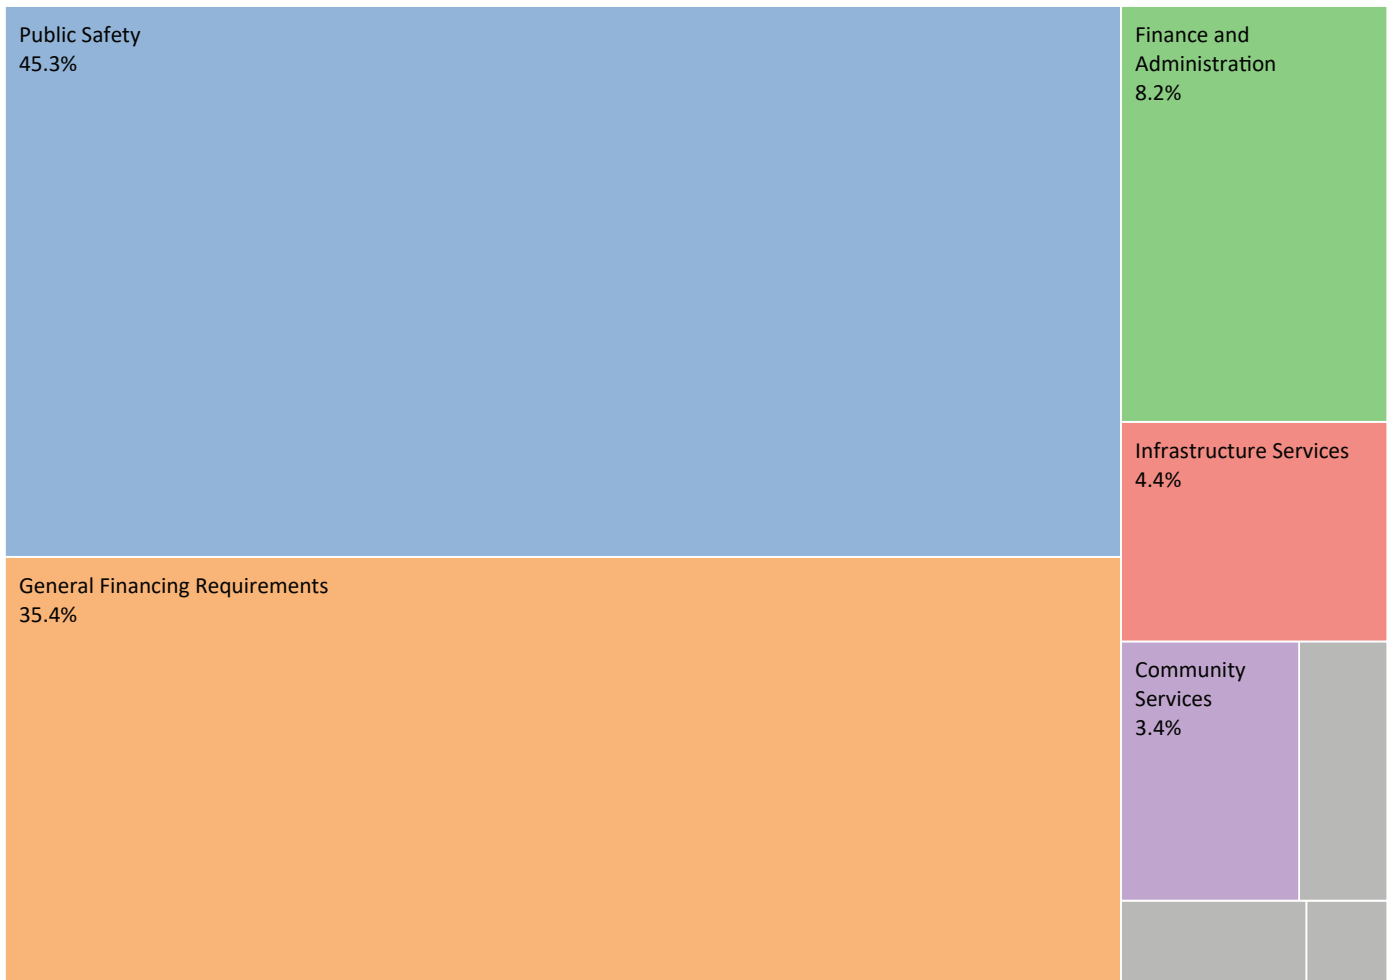 Public Safety
45.3%
General Financing Requirements
35.4%
Finance and
Administration
8.2%
Infrastructure Services
4.4%
Community
Services
3.4%